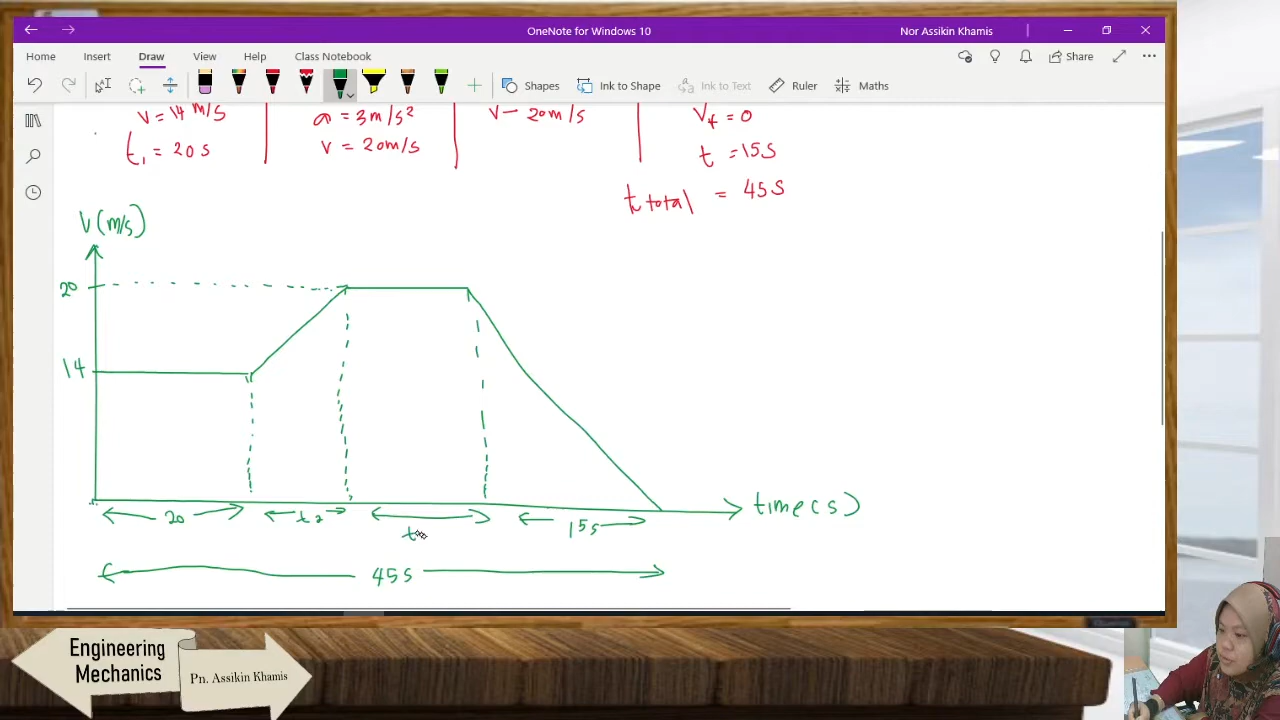 OneNote for Windows 10
Nor Assikin Khamis
Home Insert Draw View Help Class Notebook
Share
Shapes
Ink to Shape
Ink to Text
Ruler
Maths
V = 14 m/s
t₁ = 20 s
a = 3 m/s²
V = 20 m/s
V = 20 m/s
Vf = 0
t = 15 s
t total = 45 s
V (m/s)
20
14
time (s)
20
t₂
t
15s
45s
Engineering
Mechanics
Pn. Assikin Khamis